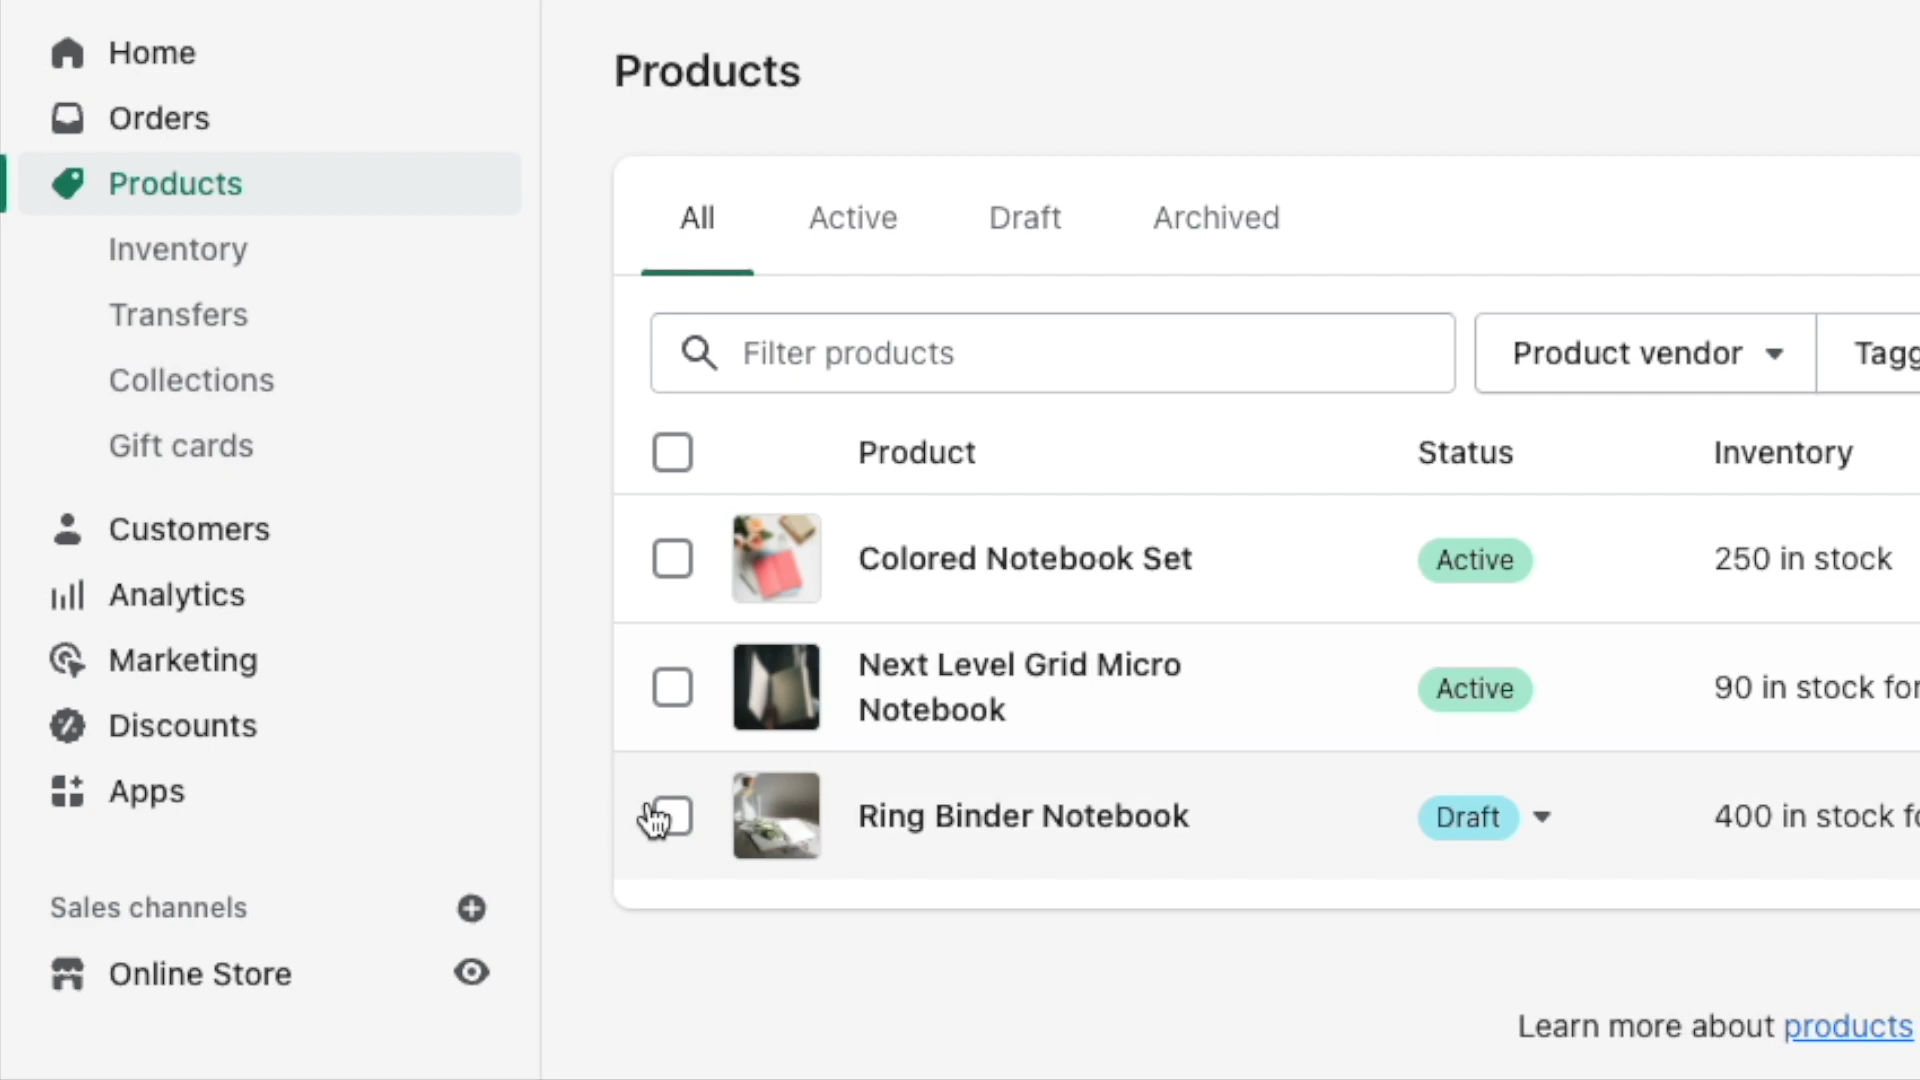 Home
Orders
Products
Inventory
Transfers
Collections
Gift cards
Customers
Analytics
Marketing
Discounts
Apps
Sales channels
Online Store
Products
All Active Draft Archived
Filter products Product vendor Tagg
Product Status Inventory
Colored Notebook Set Active 250 in stock
Next Level Grid Micro
Notebook Active 90 in stock for
Ring Binder Notebook Draft 400 in stock fo
Learn more about products